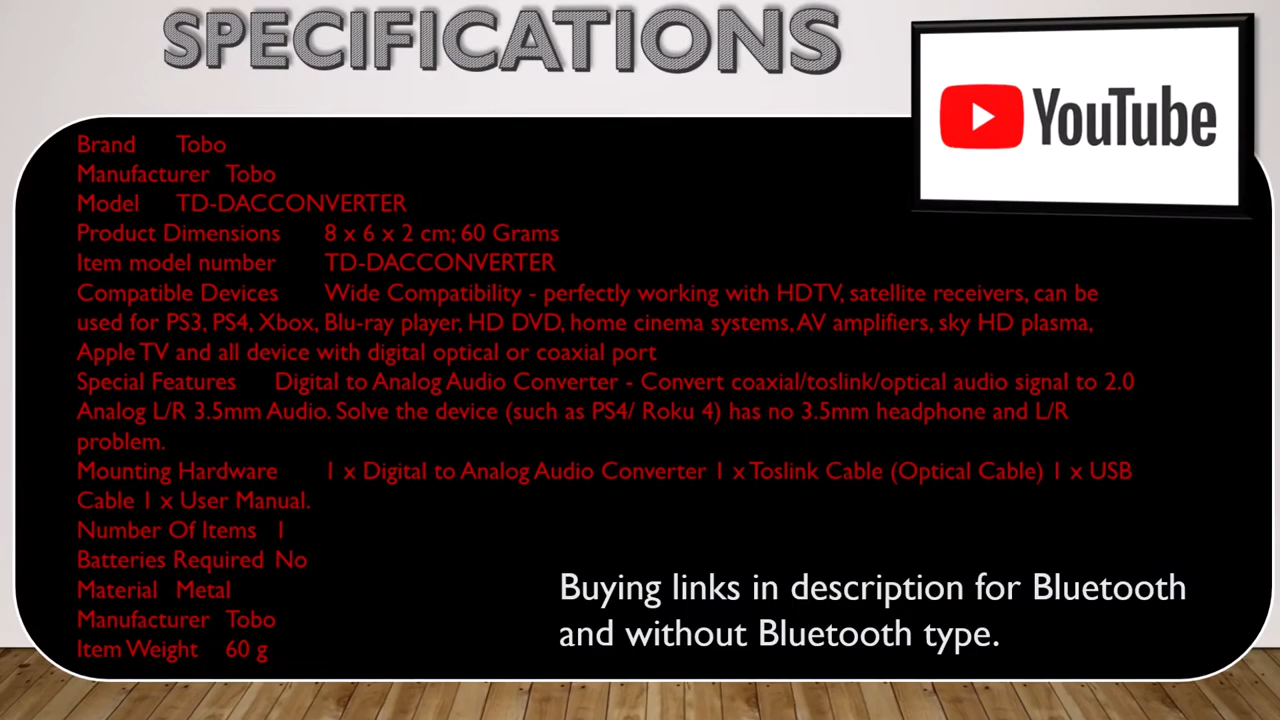 SPECIFICATIONS
YouTube
Brand Tobo
Manufacturer Tobo
Model TD-DACCONVERTER
Product Dimensions 8 x 6 x 2 cm; 60 Grams
Item model number TD-DACCONVERTER
Compatible Devices Wide Compatibility - perfectly working with HDTV, satellite receivers, can be
used for PS3, PS4, Xbox, Blu-ray player, HD DVD, home cinema systems, AV amplifiers, sky HD plasma,
Apple TV and all device with digital optical or coaxial port
Special Features Digital to Analog Audio Converter - Convert coaxial/toslink/optical audio signal to 2.0
Analog L/R 3.5mm Audio. Solve the device (such as PS4/ Roku 4) has no 3.5mm headphone and L/R
problem.
Mounting Hardware 1 x Digital to Analog Audio Converter 1 x Toslink Cable (Optical Cable) 1 x USB
Cable 1 x User Manual.
Number Of Items 1
Batteries Required No
Material Metal
Manufacturer Tobo
Item Weight 60 g
Buying links in description for Bluetooth
and without Bluetooth type.